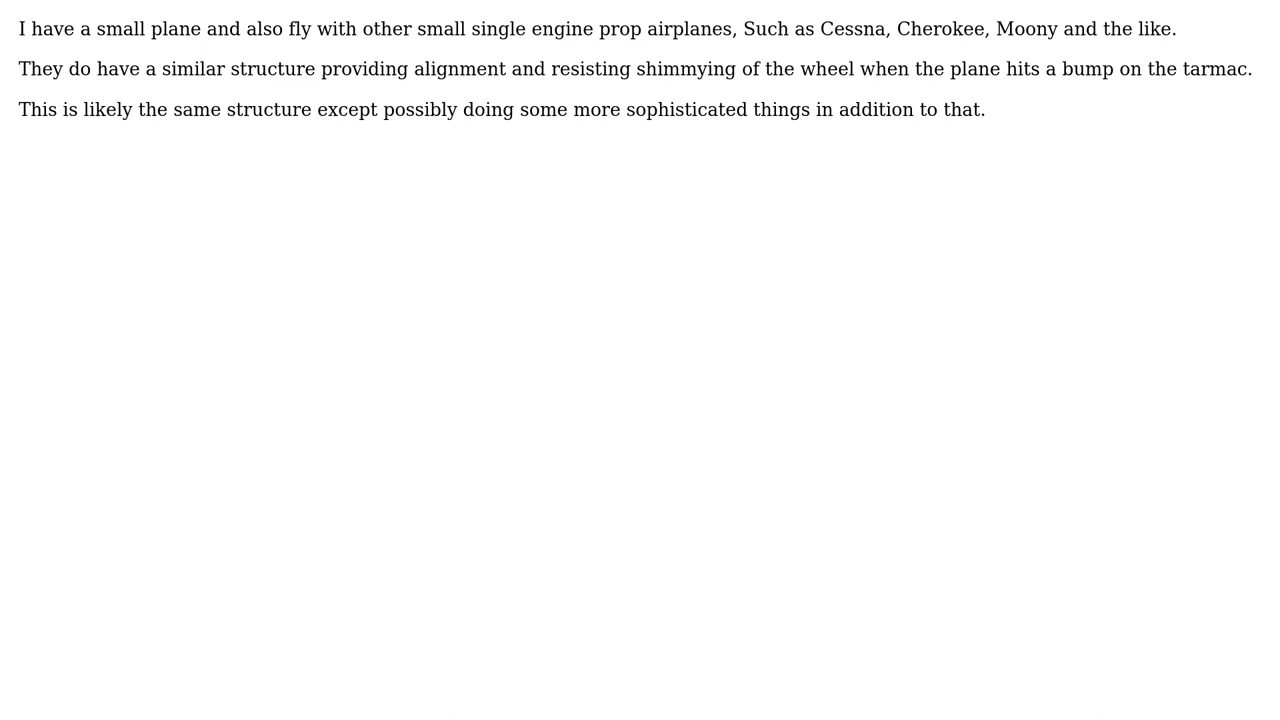 I have a small plane and also fly with other small single engine prop airplanes, Such as Cessna, Cherokee, Moony and the like.
They do have a similar structure providing alignment and resisting shimmying of the wheel when the plane hits a bump on the tarmac.
This is likely the same structure except possibly doing some more sophisticated things in addition to that.